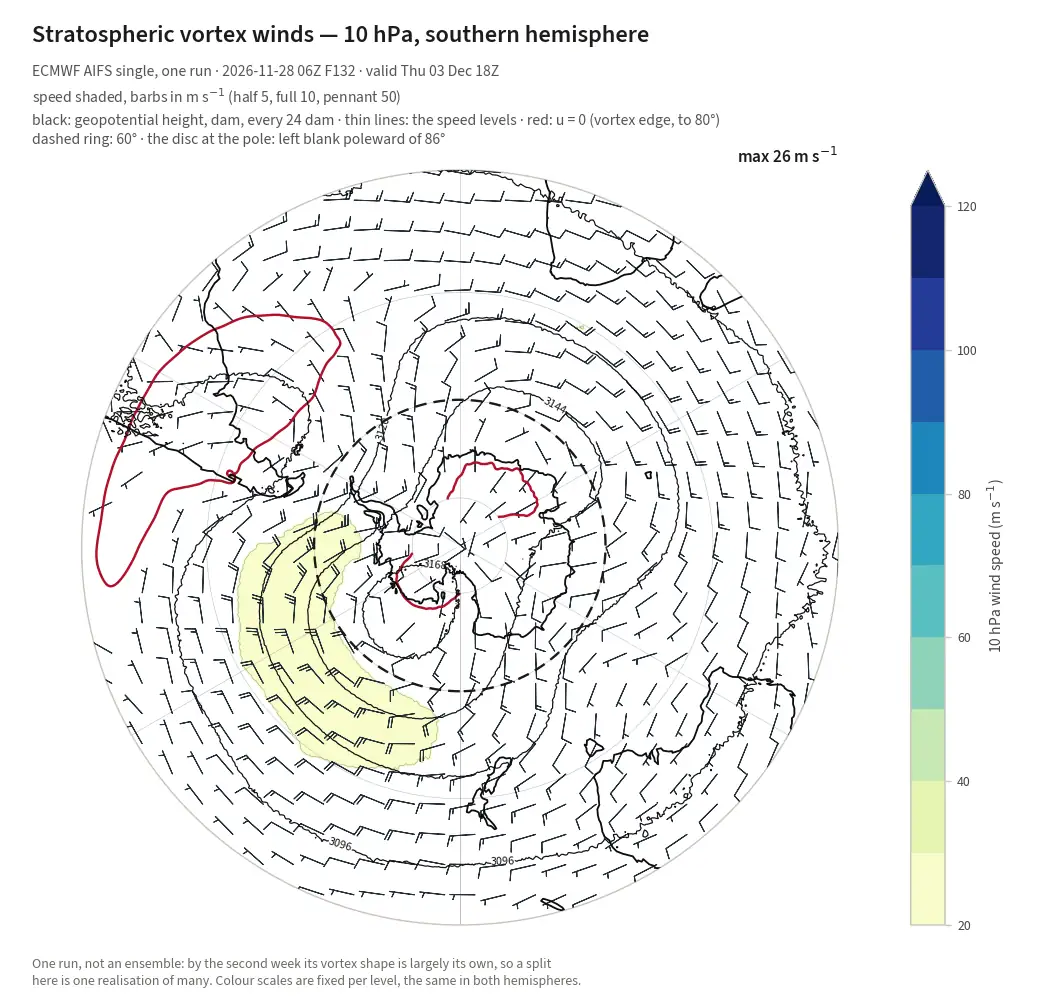 Stratospheric vortex winds — 10 hPa, southern hemisphere
ECMWF AIFS single, one run · 2026-11-28 06Z F132 · valid Thu 03 Dec 18Z
speed shaded, barbs in m s⁻¹ (half 5, full 10, pennant 50)
black: geopotential height, dam, every 24 dam · thin lines: the speed levels · red: u = 0 (vortex edge, to 80°)
dashed ring: 60° · the disc at the pole: left blank poleward of 86°
max 26 m s⁻¹
120
100
80
60
40
20
10 hPa wind speed (m s⁻¹)
3144
3168
3096
3096
One run, not an ensemble: by the second week its vortex shape is largely its own, so a split
here is one realisation of many. Colour scales are fixed per level, the same in both hemispheres.